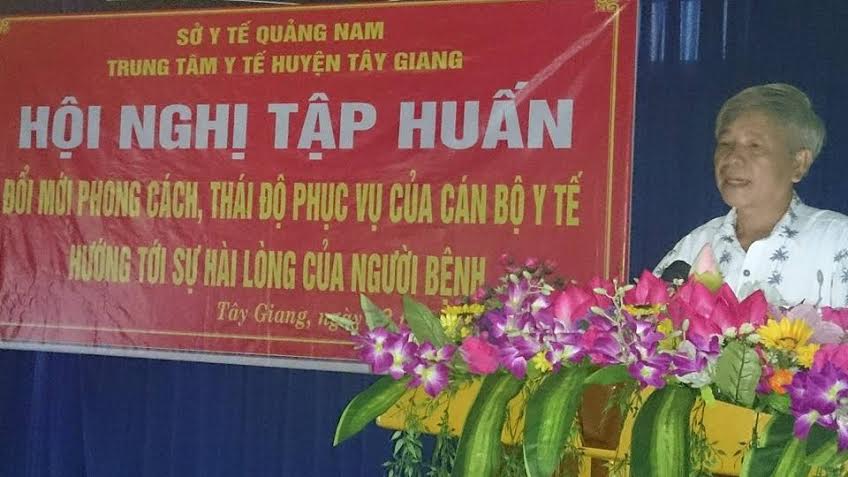 SỞ Y TẾ QUẢNG NAM
TRUNG TÂM Y TẾ HUYỆN TÂY GIANG
HỘI NGHỊ TẬP HUẤN
ĐỔI MỚI PHONG CÁCH, THÁI ĐỘ PHỤC VỤ CỦA CÁN BỘ Y TẾ
HƯỚNG TỚI SỰ HÀI LÒNG CỦA NGƯỜI BỆNH
Tây Giang, ngày